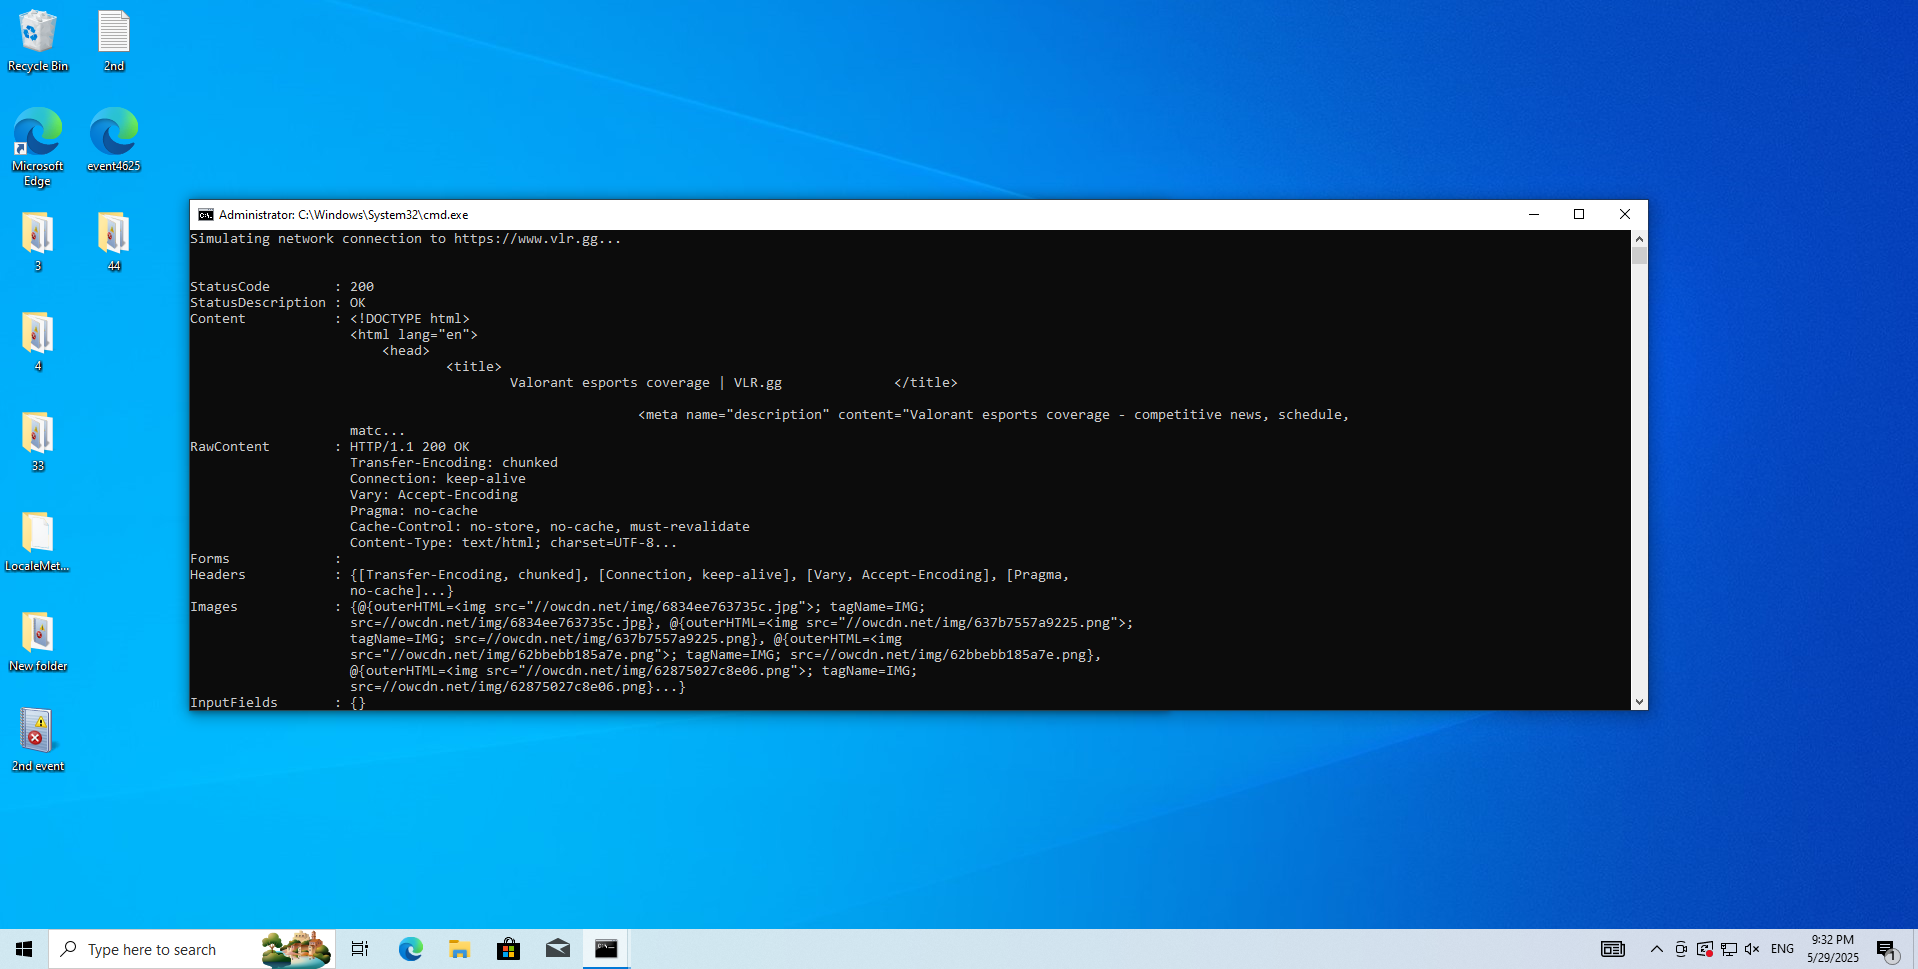 Recycle Bin
2nd
Microsoft
Edge
event4625
3
44
4
33
LocaleMet...
New folder
2nd event
Administrator: C:\Windows\System32\cmd.exe
Simulating network connection to https://www.vlr.gg...
StatusCode        : 200
StatusDescription : OK
Content           : <!DOCTYPE html>
<html lang="en">
<head>
<title>
Valorant esports coverage | VLR.gg              </title>
<meta name="description" content="Valorant esports coverage - competitive news, schedule,
matc...
RawContent        : HTTP/1.1 200 OK
Transfer-Encoding: chunked
Connection: keep-alive
Vary: Accept-Encoding
Pragma: no-cache
Cache-Control: no-store, no-cache, must-revalidate
Content-Type: text/html; charset=UTF-8...
Forms             :
Headers           : {[Transfer-Encoding, chunked], [Connection, keep-alive], [Vary, Accept-Encoding], [Pragma,
no-cache]...}
Images            : {@{outerHTML=<img src="//owcdn.net/img/6834ee763735c.jpg">; tagName=IMG;
src=//owcdn.net/img/6834ee763735c.jpg}, @{outerHTML=<img src="//owcdn.net/img/637b7557a9225.png">;
tagName=IMG; src=//owcdn.net/img/637b7557a9225.png}, @{outerHTML=<img
src="//owcdn.net/img/62bbebb185a7e.png">; tagName=IMG; src=//owcdn.net/img/62bbebb185a7e.png},
@{outerHTML=<img src="//owcdn.net/img/62875027c8e06.png">; tagName=IMG;
src=//owcdn.net/img/62875027c8e06.png}...}
InputFields       : {}
Type here to search
ENG
9:32 PM
5/29/2025
1